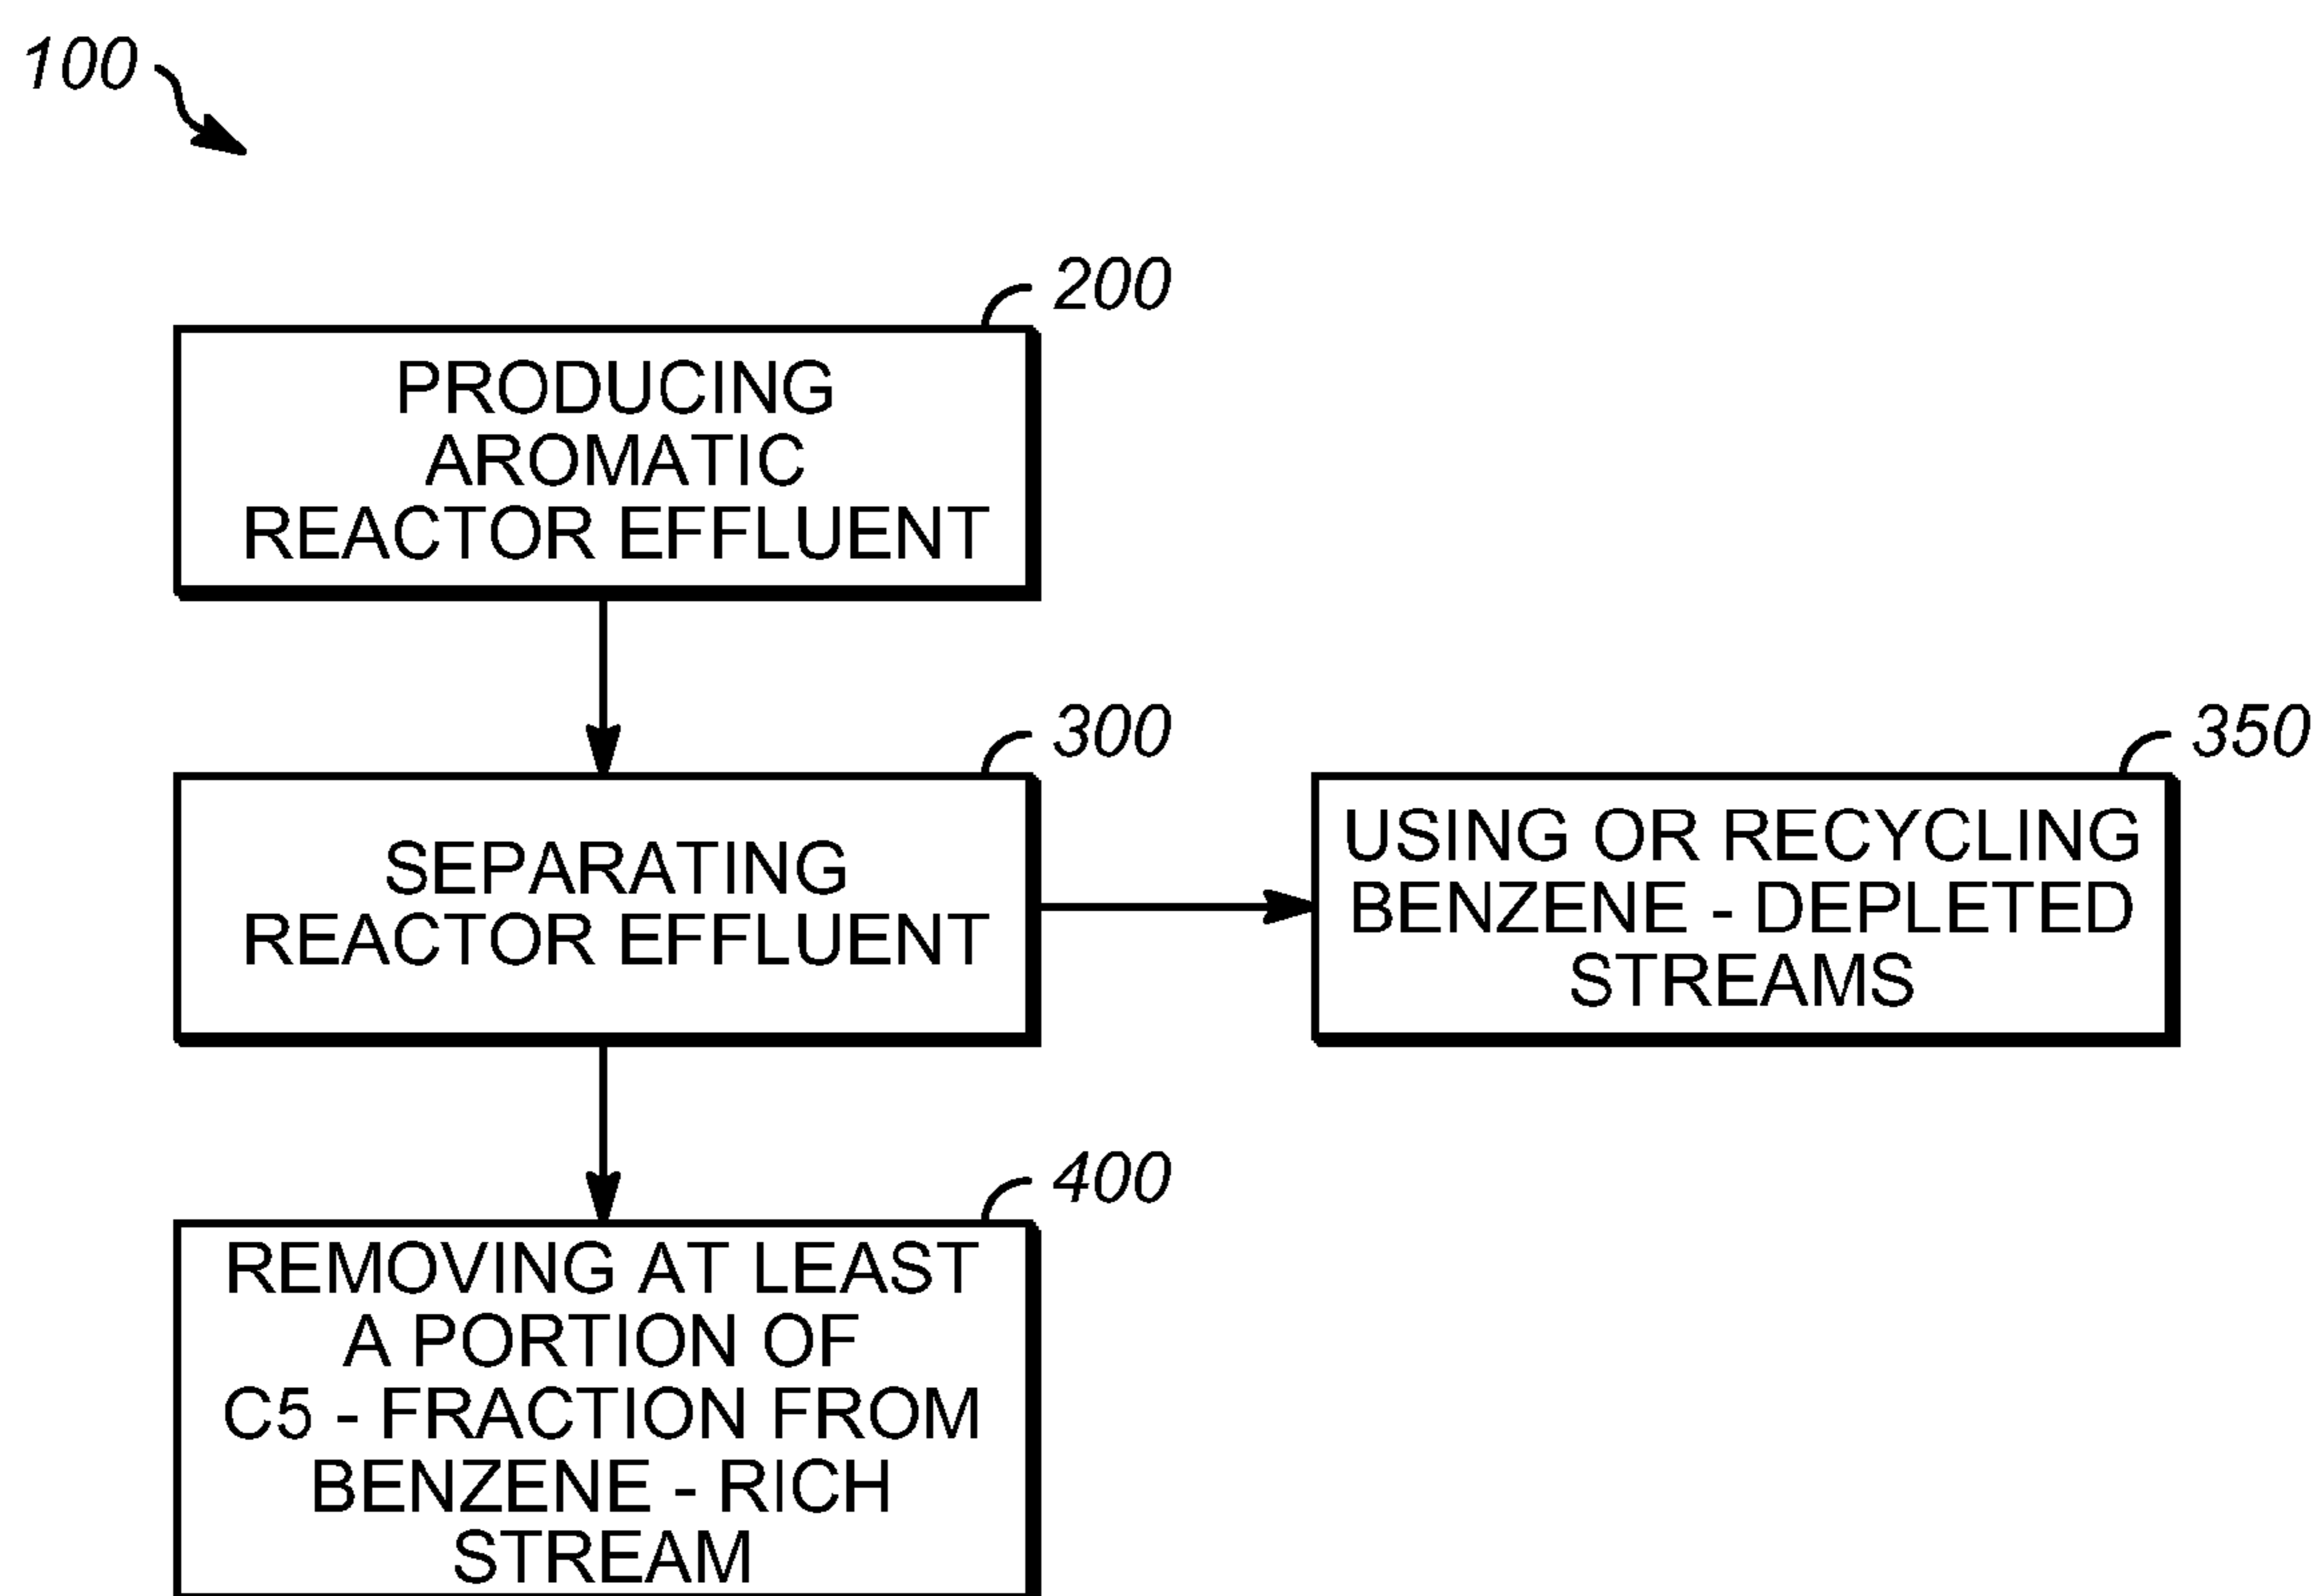 100
200
PRODUCING
AROMATIC
REACTOR EFFLUENT
300
SEPARATING
REACTOR EFFLUENT
350
USING OR RECYCLING
BENZENE - DEPLETED
STREAMS
400
REMOVING AT LEAST
A PORTION OF
C5 - FRACTION FROM
BENZENE - RICH
STREAM